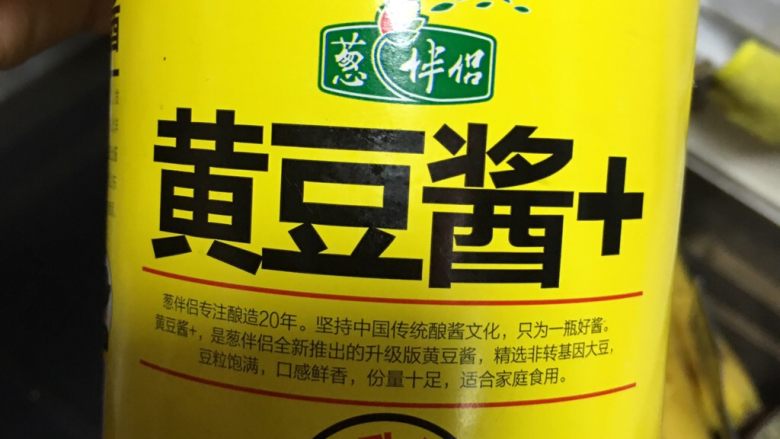 葱伴侣
黄豆酱+
葱伴侣专注酿造20年。坚持中国传统酿酱文化，只为一瓶好酱。
黄豆酱+，是葱伴侣全新推出的升级版黄豆酱，精选非转基因大豆，
豆粒饱满，口感鲜香，份量十足，适合家庭食用。